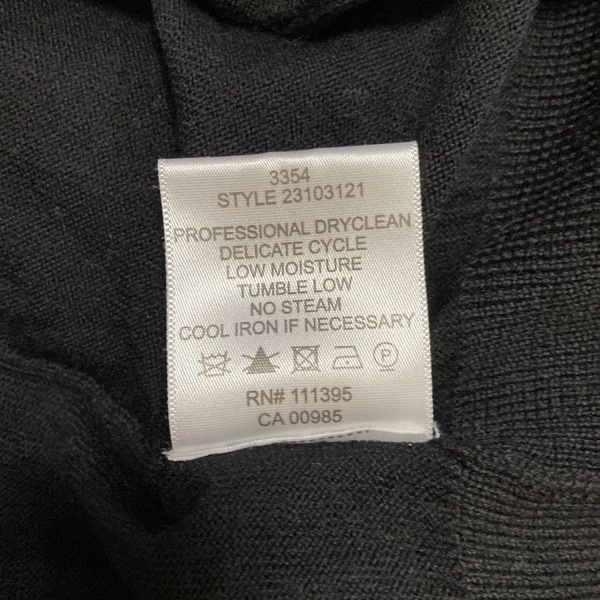 3354
STYLE 23103121
PROFESSIONAL DRYCLEAN
DELICATE CYCLE
LOW MOISTURE
TUMBLE LOW
NO STEAM
COOL IRON IF NECESSARY
P
RN# 111395
CA 00985